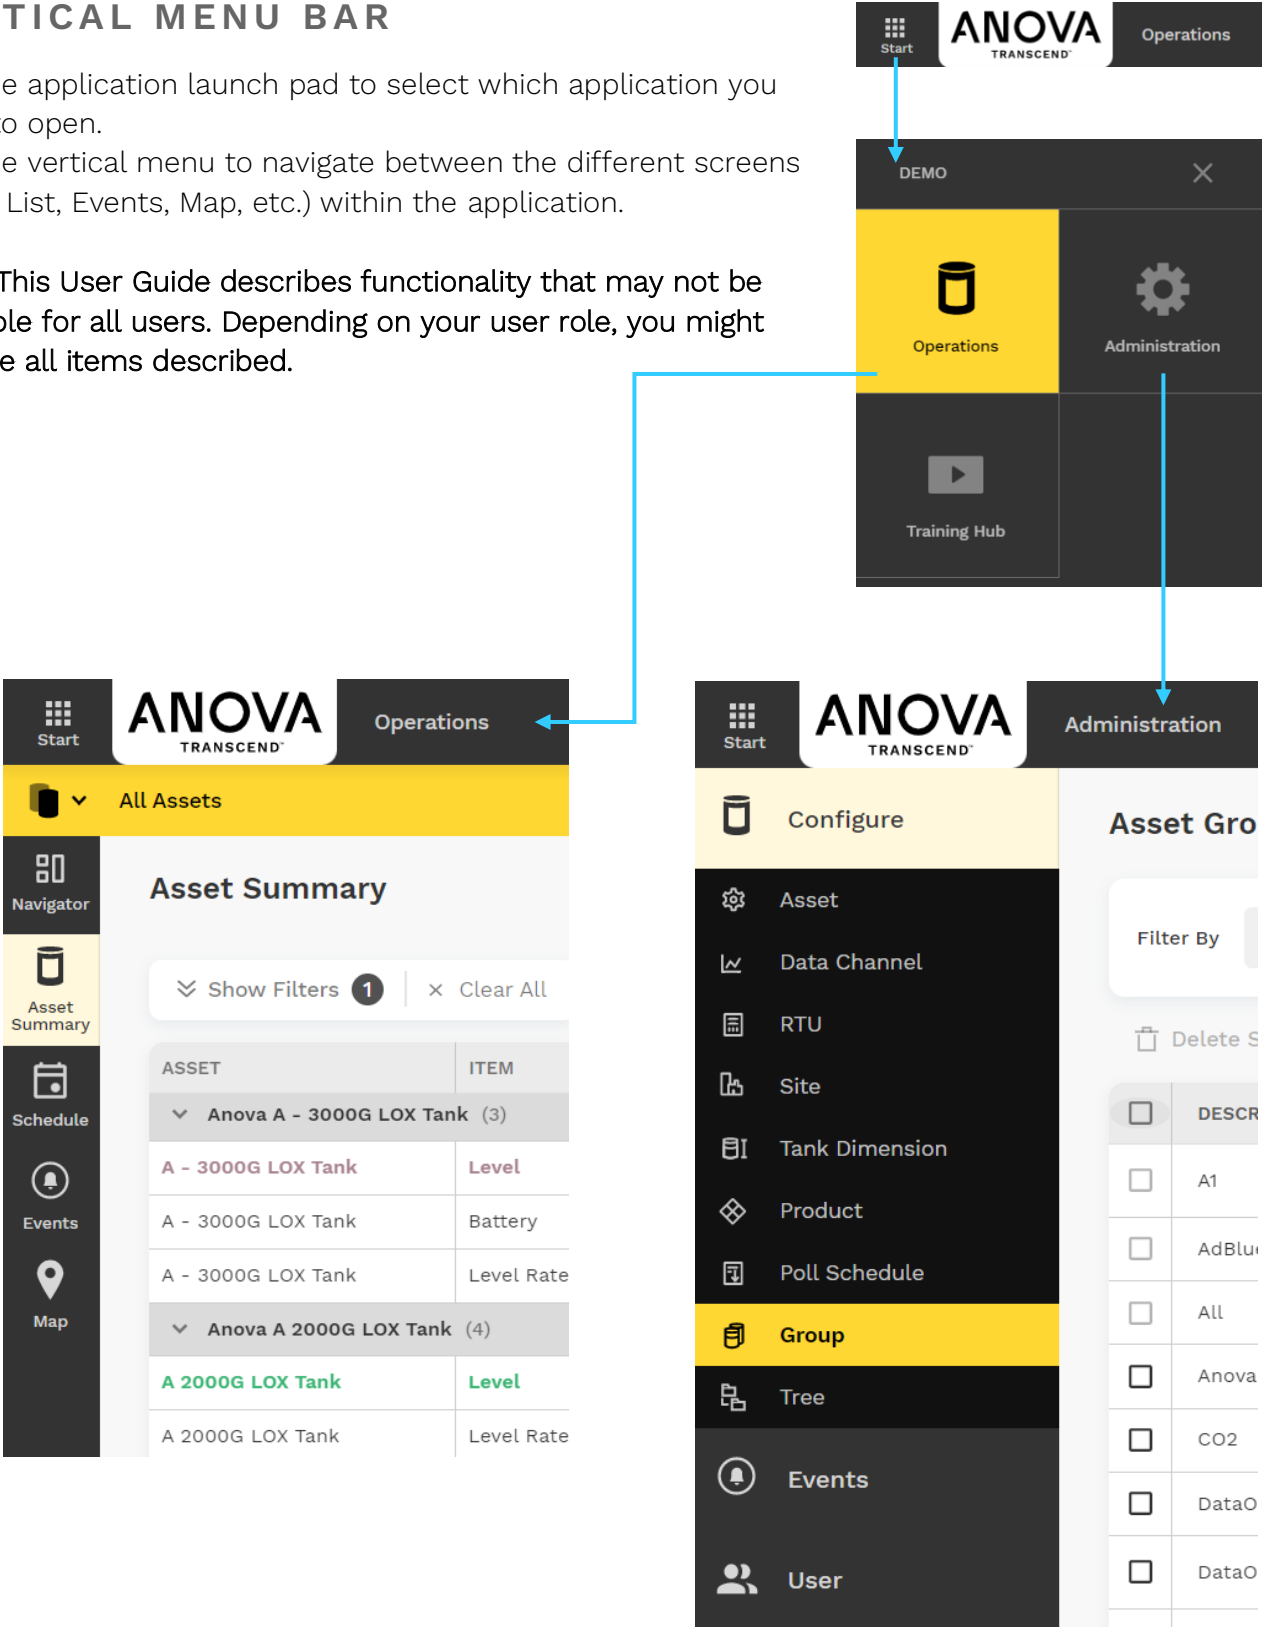 TICAL MENU BAR
e application launch pad to select which application you
to open.
e vertical menu to navigate between the different screens
List, Events, Map, etc.) within the application.
This User Guide describes functionality that may not be
ble for all users. Depending on your user role, you might
e all items described.
Start
ANOVA
TRANSCEND™
Operations
DEMO
Operations
Administration
Training Hub
Start
ANOVA
TRANSCEND™
Operations
All Assets
Navigator
Asset
Summary
Schedule
Events
Map
Asset Summary
Show Filters 1 × Clear All
ASSET ITEM
Anova A - 3000G LOX Tank (3)
A - 3000G LOX Tank Level
A - 3000G LOX Tank Battery
A - 3000G LOX Tank Level Rate
Anova A 2000G LOX Tank (4)
A 2000G LOX Tank Level
A 2000G LOX Tank Level Rate
Start
ANOVA
TRANSCEND™
Administration
Configure
Asset
Data Channel
RTU
Site
Tank Dimension
Product
Poll Schedule
Group
Tree
Events
User
Asset Gro
Filter By
Delete S
DESCR
A1
AdBlu
All
Anova
CO2
DataO
DataO